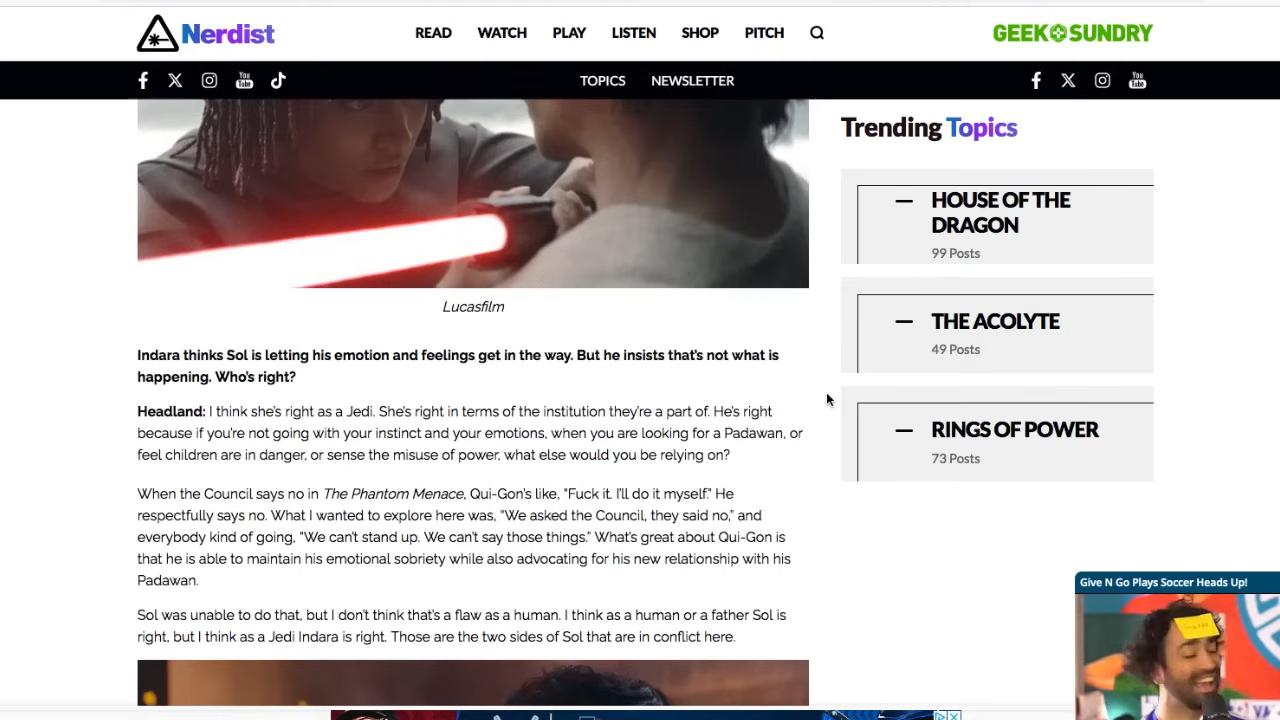 Nerdist
READ WATCH PLAY LISTEN SHOP PITCH
GEEK SUNDRY
You Tube
TOPICS NEWSLETTER
You Tube
Lucasfilm
Indara thinks Sol is letting his emotion and feelings get in the way. But he insists that's not what is
happening. Who's right?
Headland: I think she's right as a Jedi. She's right in terms of the institution they're a part of. He's right
because if you're not going with your instinct and your emotions, when you are looking for a Padawan, or
feel children are in danger, or sense the misuse of power, what else would you be relying on?
When the Council says no in The Phantom Menace, Qui-Gon's like, "Fuck it. I'll do it myself." He
respectfully says no. What I wanted to explore here was, "We asked the Council, they said no," and
everybody kind of going, "We can't stand up. We can't say those things." What's great about Qui-Gon is
that he is able to maintain his emotional sobriety while also advocating for his new relationship with his
Padawan.
Sol was unable to do that, but I don't think that's a flaw as a human. I think as a human or a father Sol is
right, but I think as a Jedi Indara is right. Those are the two sides of Sol that are in conflict here.
Trending Topics
HOUSE OF THE
DRAGON
99 Posts
THE ACOLYTE
49 Posts
RINGS OF POWER
73 Posts
Give N Go Plays Soccer Heads Up!